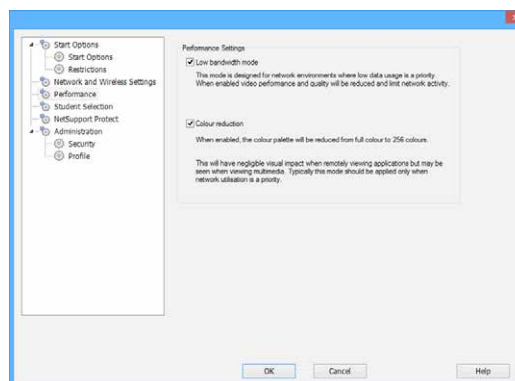 Start Options
Start Options
Restrictions
Network and Wireless Settings
Performance
Student Selection
NetSupport Protect
Administration
Security
Profile
Performance Settings
Low bandwidth mode
This mode is designed for network environments where low data usage is a priority.
When enabled video performance and quality will be reduced and limit network activity.
Colour reduction
When enabled, the colour palette will be reduced from full colour to 256 colours.
This will have negligible visual impact when remotely viewing applications but may be
seen when viewing multimedia. Typically this mode should be applied only when
network utilisation is a priority.
OK
Cancel
Help